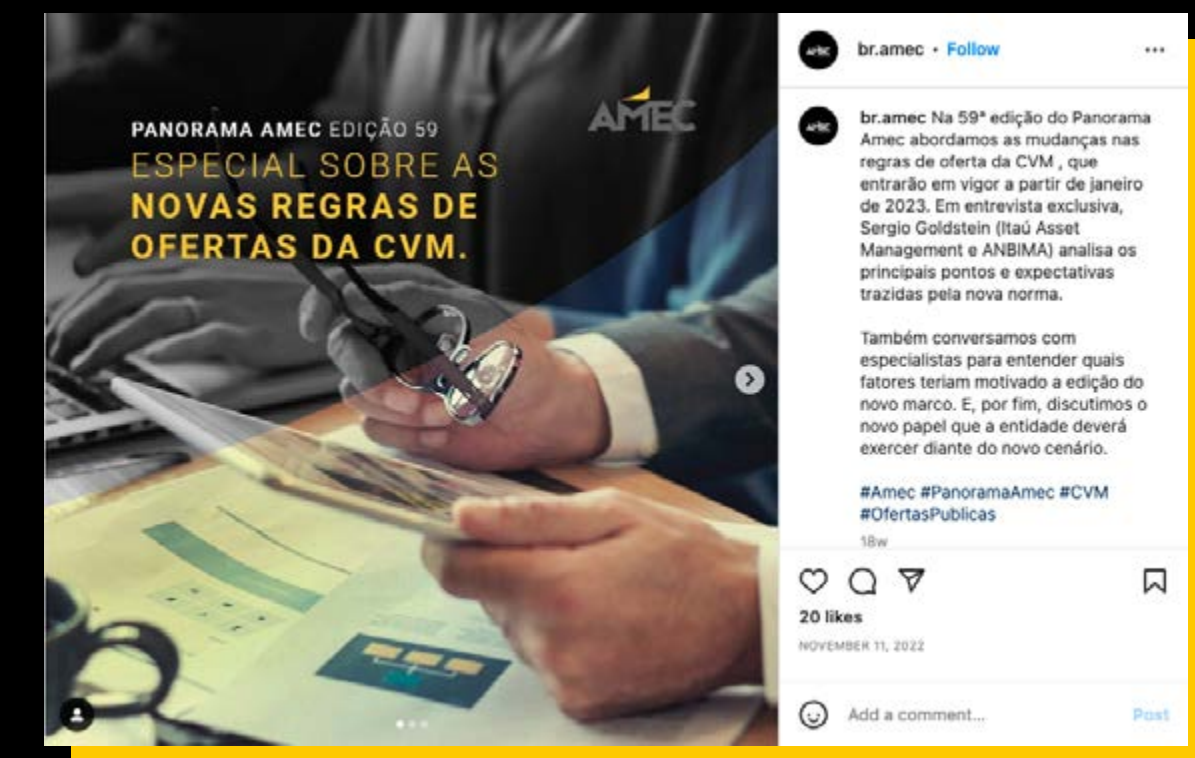 PANORAMA AMEC EDIÇÃO 59
ESPECIAL SOBRE AS
NOVAS REGRAS DE
OFERTAS DA CVM.
AMEC
br.amec • Follow
br.amec Na 59ª edição do Panorama
Amec abordamos as mudanças nas
regras de oferta da CVM , que
entrarão em vigor a partir de janeiro
de 2023. Em entrevista exclusiva,
Sergio Goldstein (Itaú Asset
Management e ANBIMA) analisa os
principais pontos e expectativas
trazidas pela nova norma.
Também conversamos com
especialistas para entender quais
fatores teriam motivado a edição do
novo marco. E, por fim, discutimos o
novo papel que a entidade deverá
exercer diante do novo cenário.
#Amec #PanoramaAmec #CVM
#OfertasPublicas
18w
20 likes
NOVEMBER 11, 2022
Add a comment...
Post